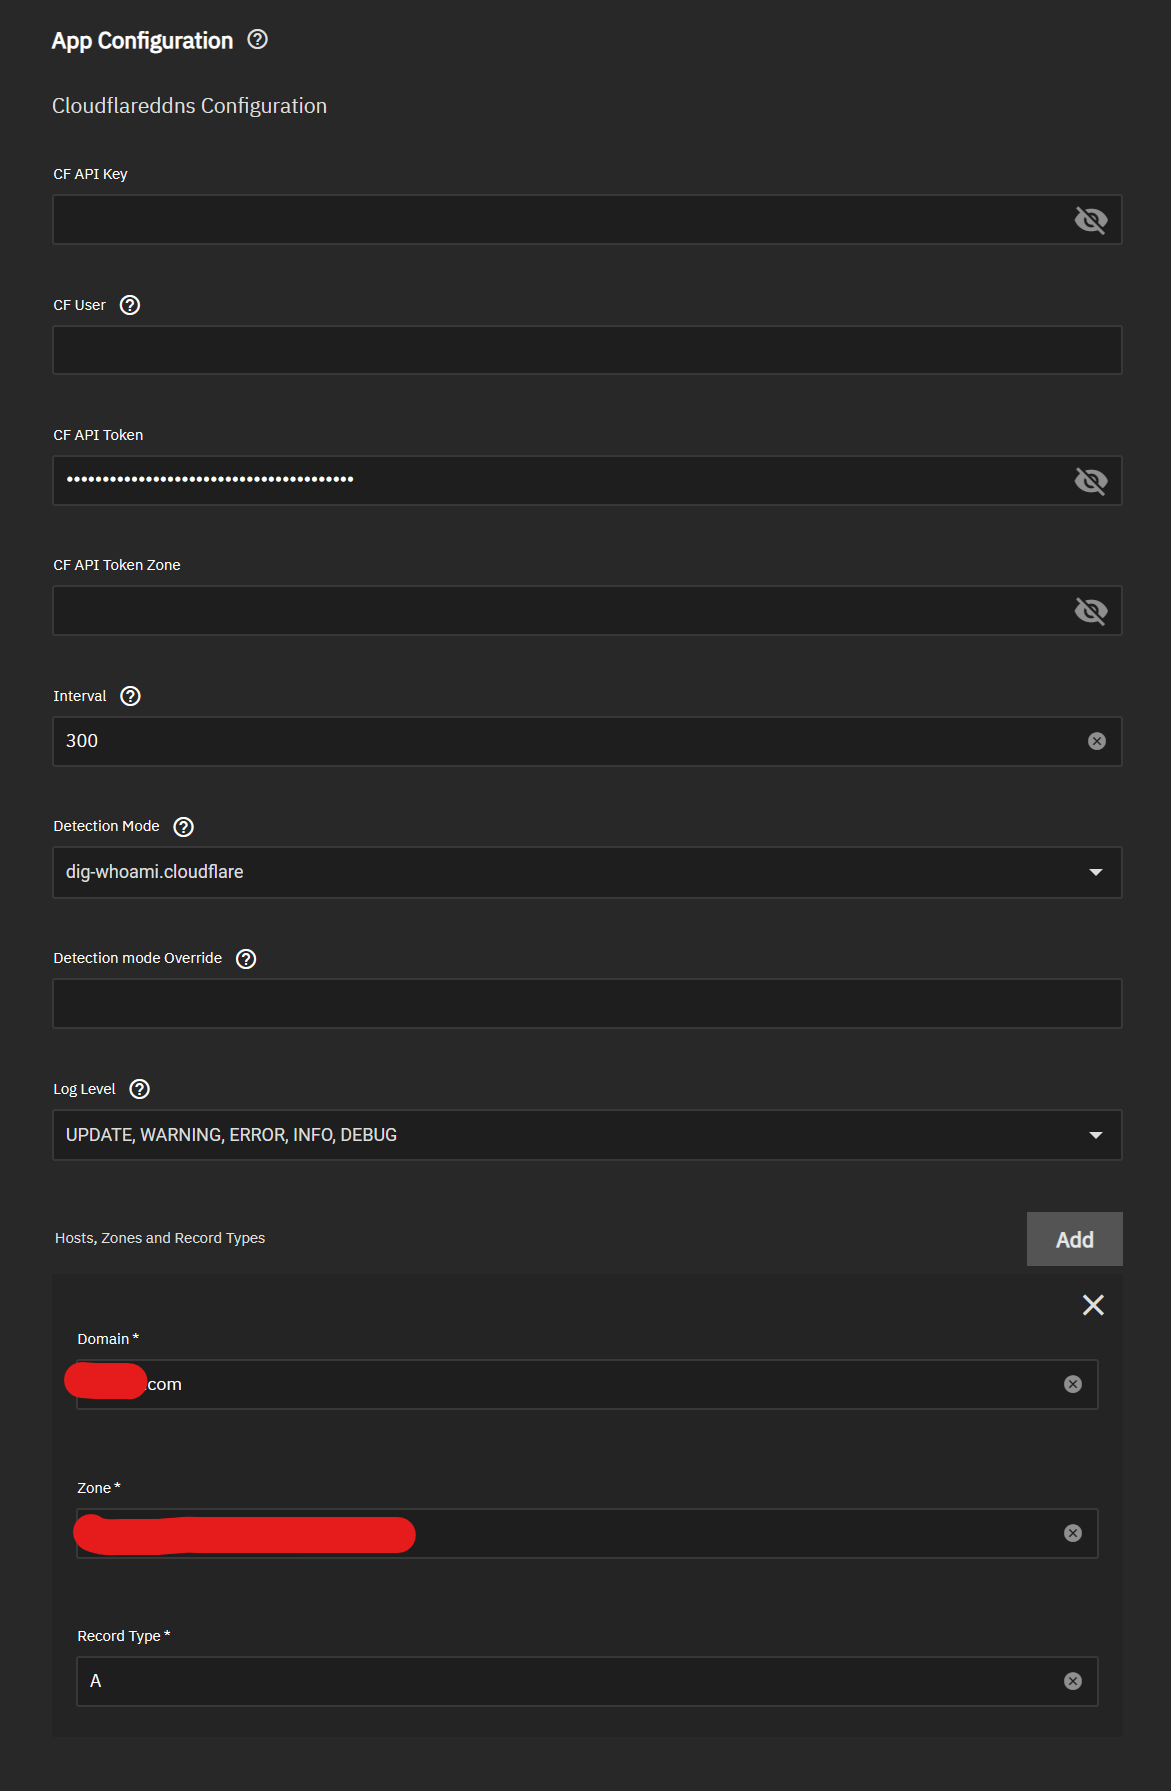 App Configuration
Cloudflareddns Configuration
CF API Key
CF User
CF API Token
••••••••••••••••••••••••••••••••••••••••
CF API Token Zone
Interval
300
Detection Mode
dig-whoami.cloudflare
Detection mode Override
Log Level
UPDATE, WARNING, ERROR, INFO, DEBUG
Hosts, Zones and Record Types
Add
Domain *
.com
Zone *
Record Type *
A